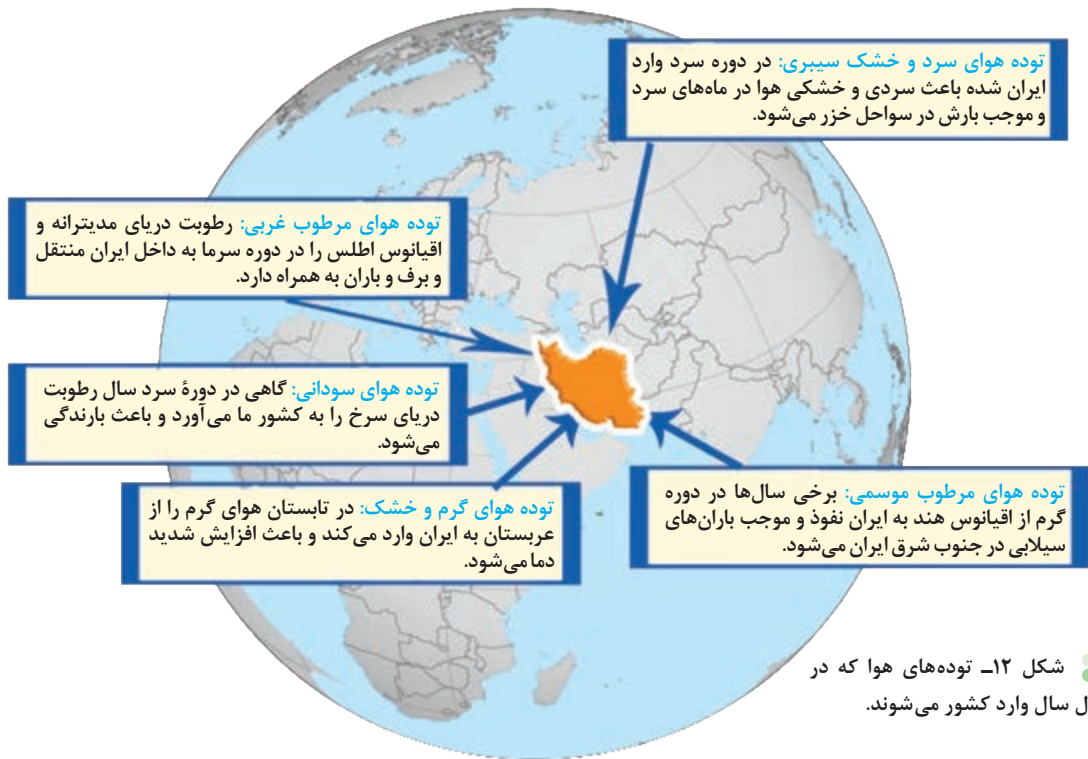 توده هوای سرد و خشک سیبری: در دوره سرد وارد
ایران شده باعث سردی و خشکی هوا در ماه‌های سرد
و موجب بارش در سواحل خزر می‌شود.
توده هوای مرطوب غربی: رطوبت دریای مدیترانه و
اقیانوس اطلس را در دوره سرما به داخل ایران منتقل
و برف و باران به همراه دارد.
توده هوای سودانی: گاهی در دورهٔ سرد سال رطوبت
دریای سرخ را به کشور ما می‌آورد و باعث بارندگی
می‌شود.
توده هوای گرم و خشک: در تابستان هوای گرم را از
عربستان به ایران وارد می‌کند و باعث افزایش شدید
دما می‌شود.
توده هوای مرطوب موسمی: برخی سال‌ها در دوره
گرم از اقیانوس هند به ایران نفوذ و موجب باران‌های
سیلابی در جنوب شرق ایران می‌شود.
شکل ۱۲ـ توده‌های هوا که در
ل سال وارد کشور می‌شوند.